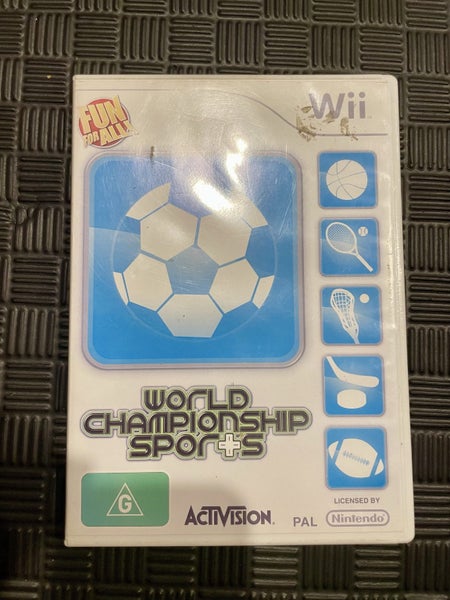 FUN
FOR ALL!
Wii
WORLD
CHAMPIONSHIP
SPORTS
G
ACTIVISION
PAL
LICENSED BY
Nintendo